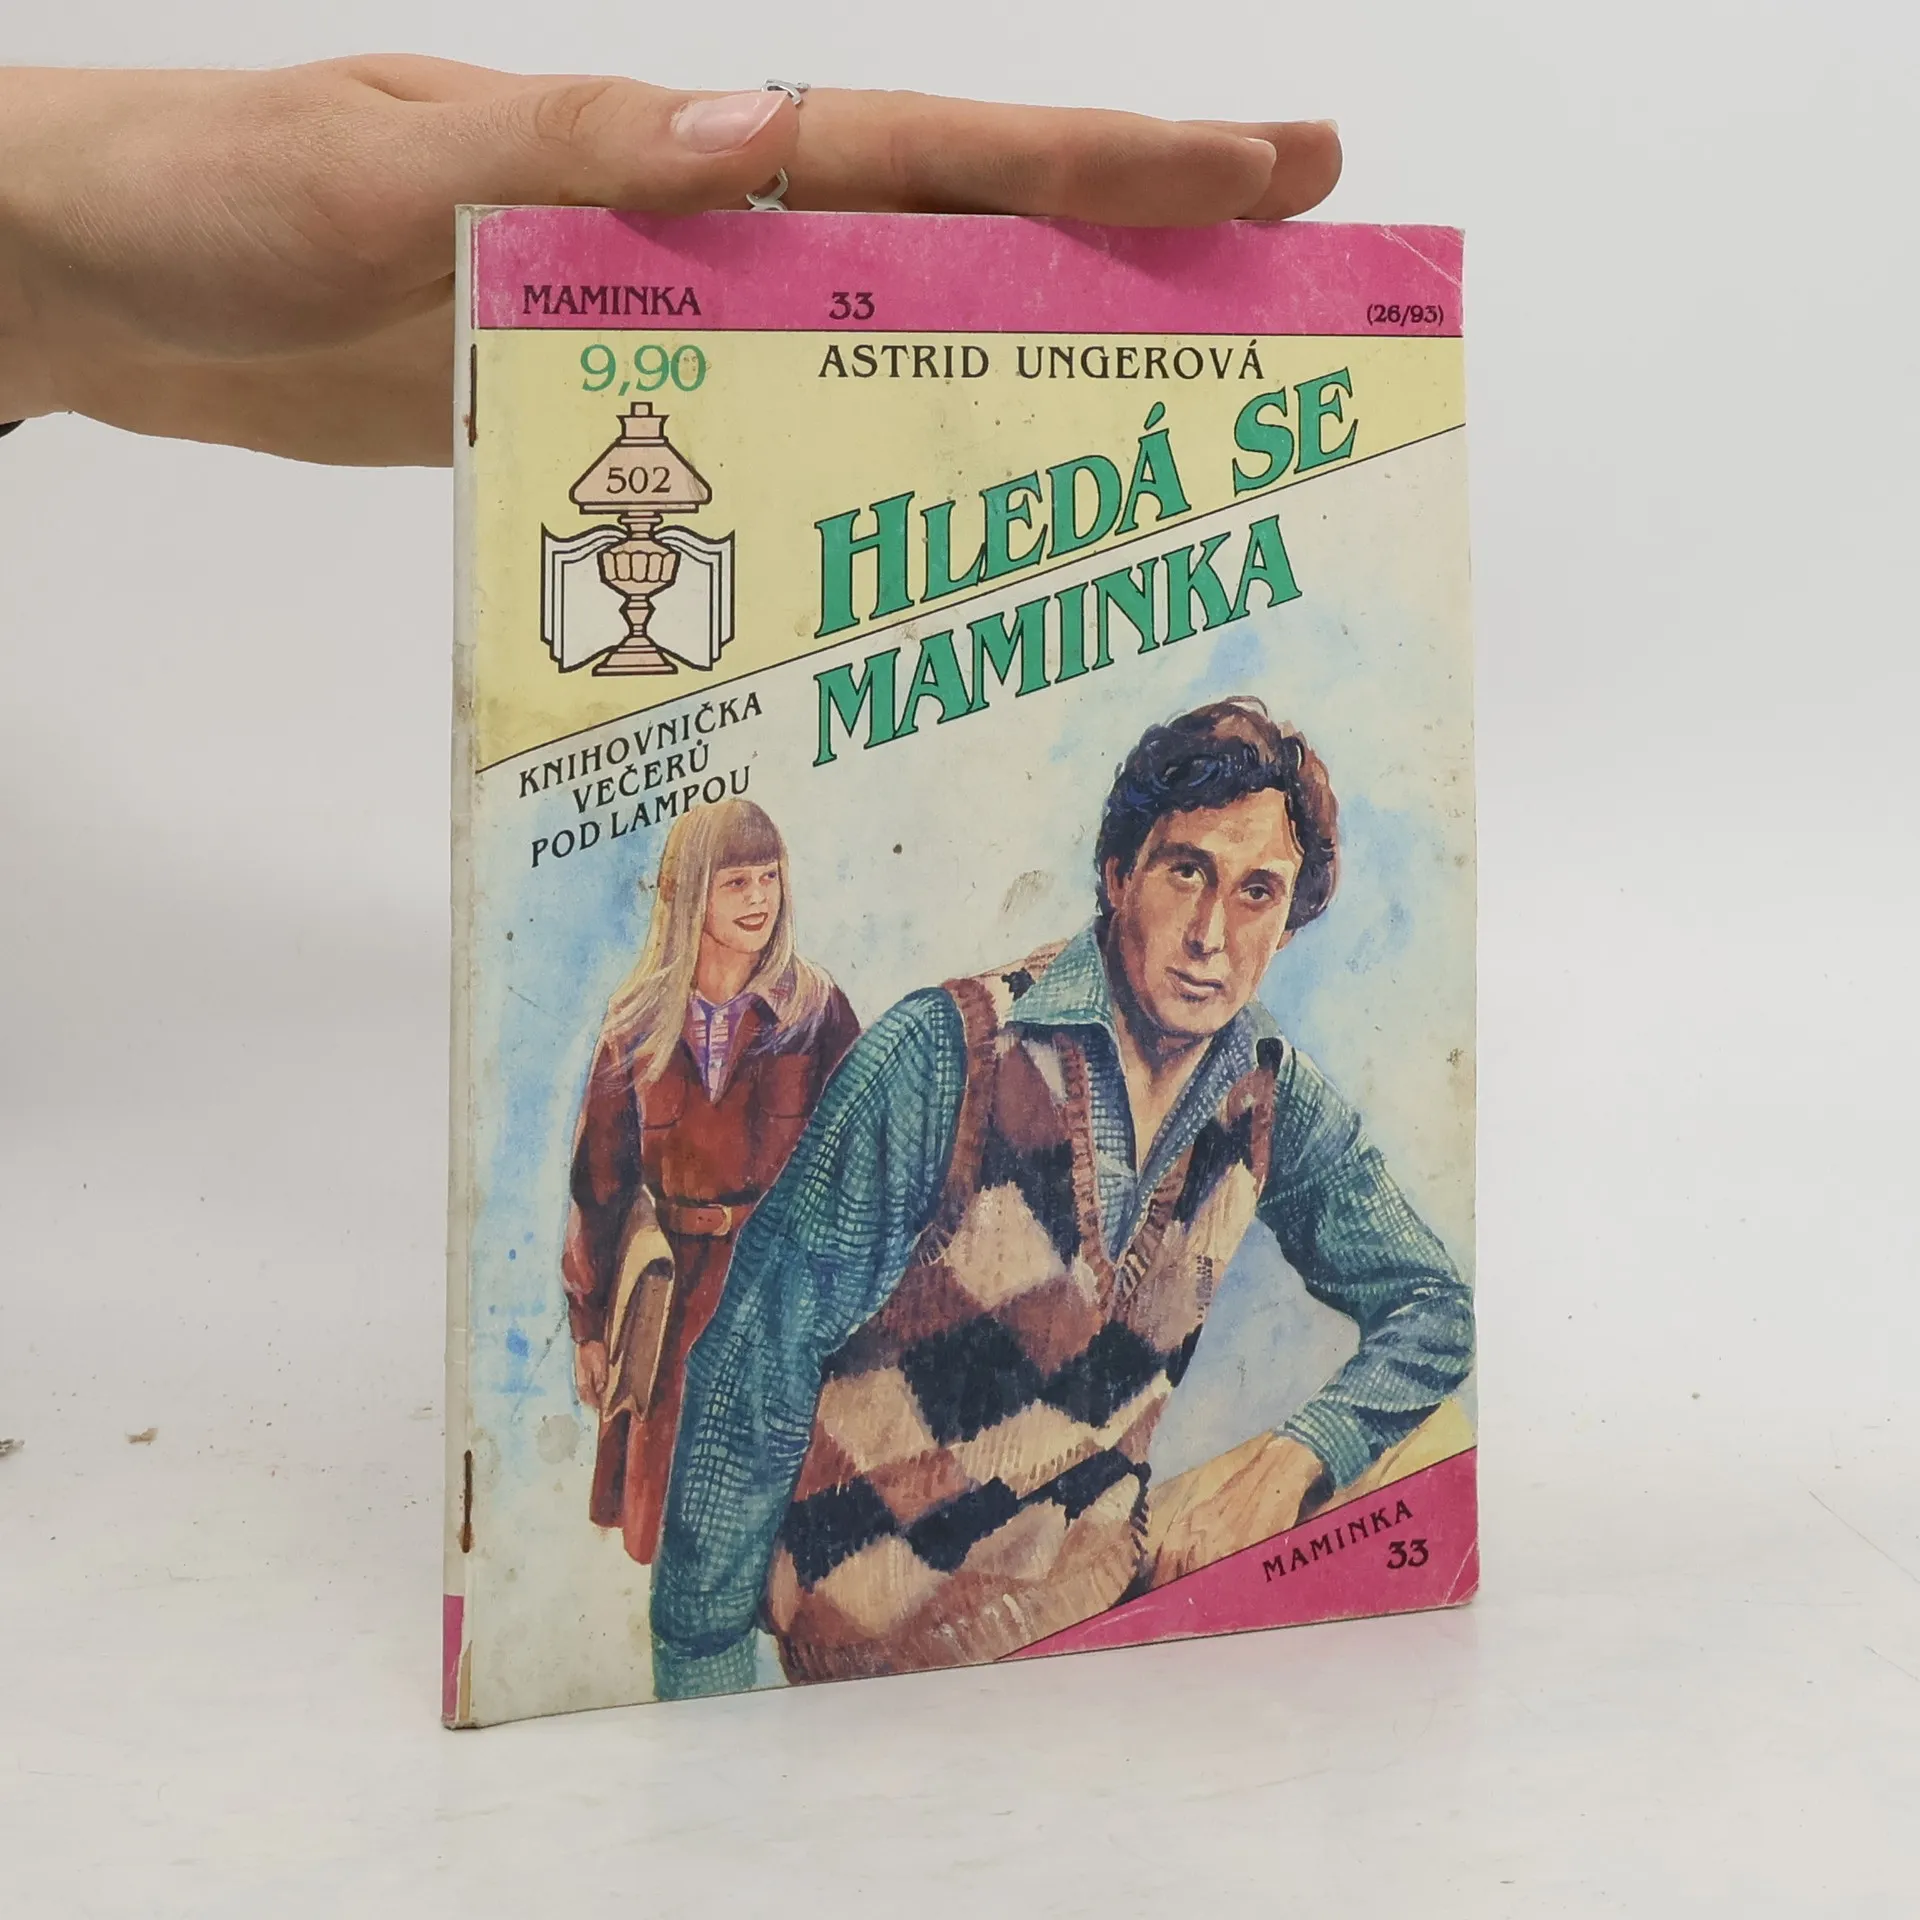 MAMINKA 33 (26/93)
9,90
ASTRID UNGEROVÁ
502
HLEDÁ SE
MAMINKA
KNIHOVNIČKA
VEČERŮ
POD LAMPOU
MAMINKA
33